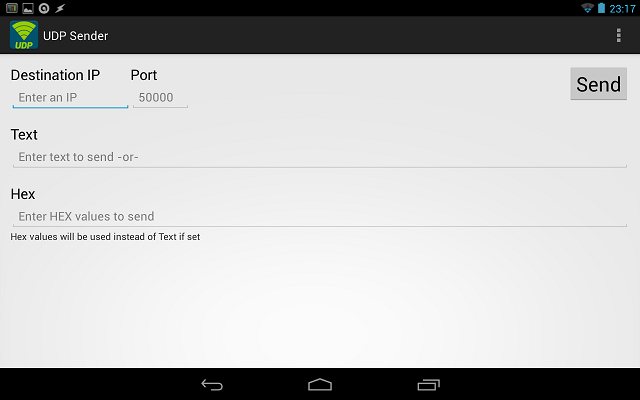 23:17
UDP
UDP Sender
Destination IP Port
Enter an IP 50000
Send
Text
Enter text to send -or-
Hex
Enter HEX values to send
Hex values will be used instead of Text if set